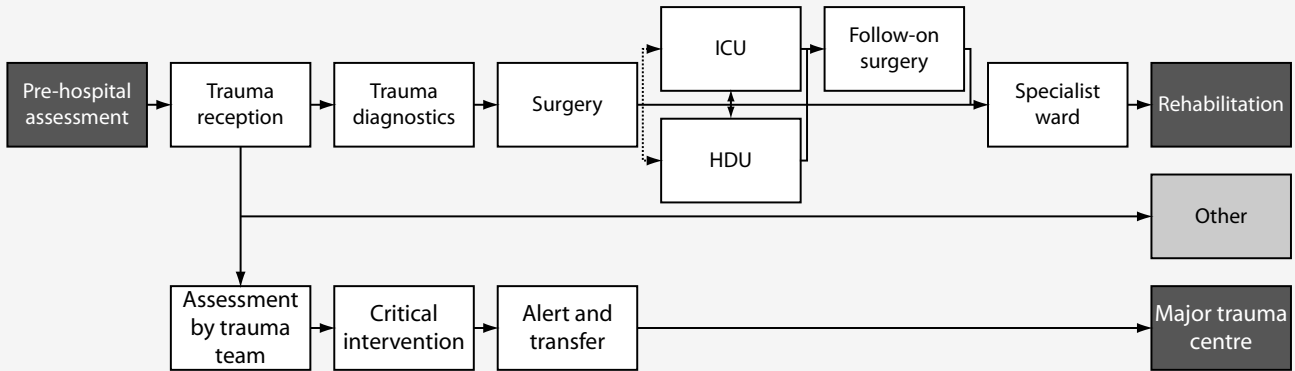 Pre-hospital
assessment
Trauma
reception
Trauma
diagnostics
Surgery
ICU
HDU
Follow-on
surgery
Specialist
ward
Rehabilitation
Other
Assessment
by trauma
team
Critical
intervention
Alert and
transfer
Major trauma
centre